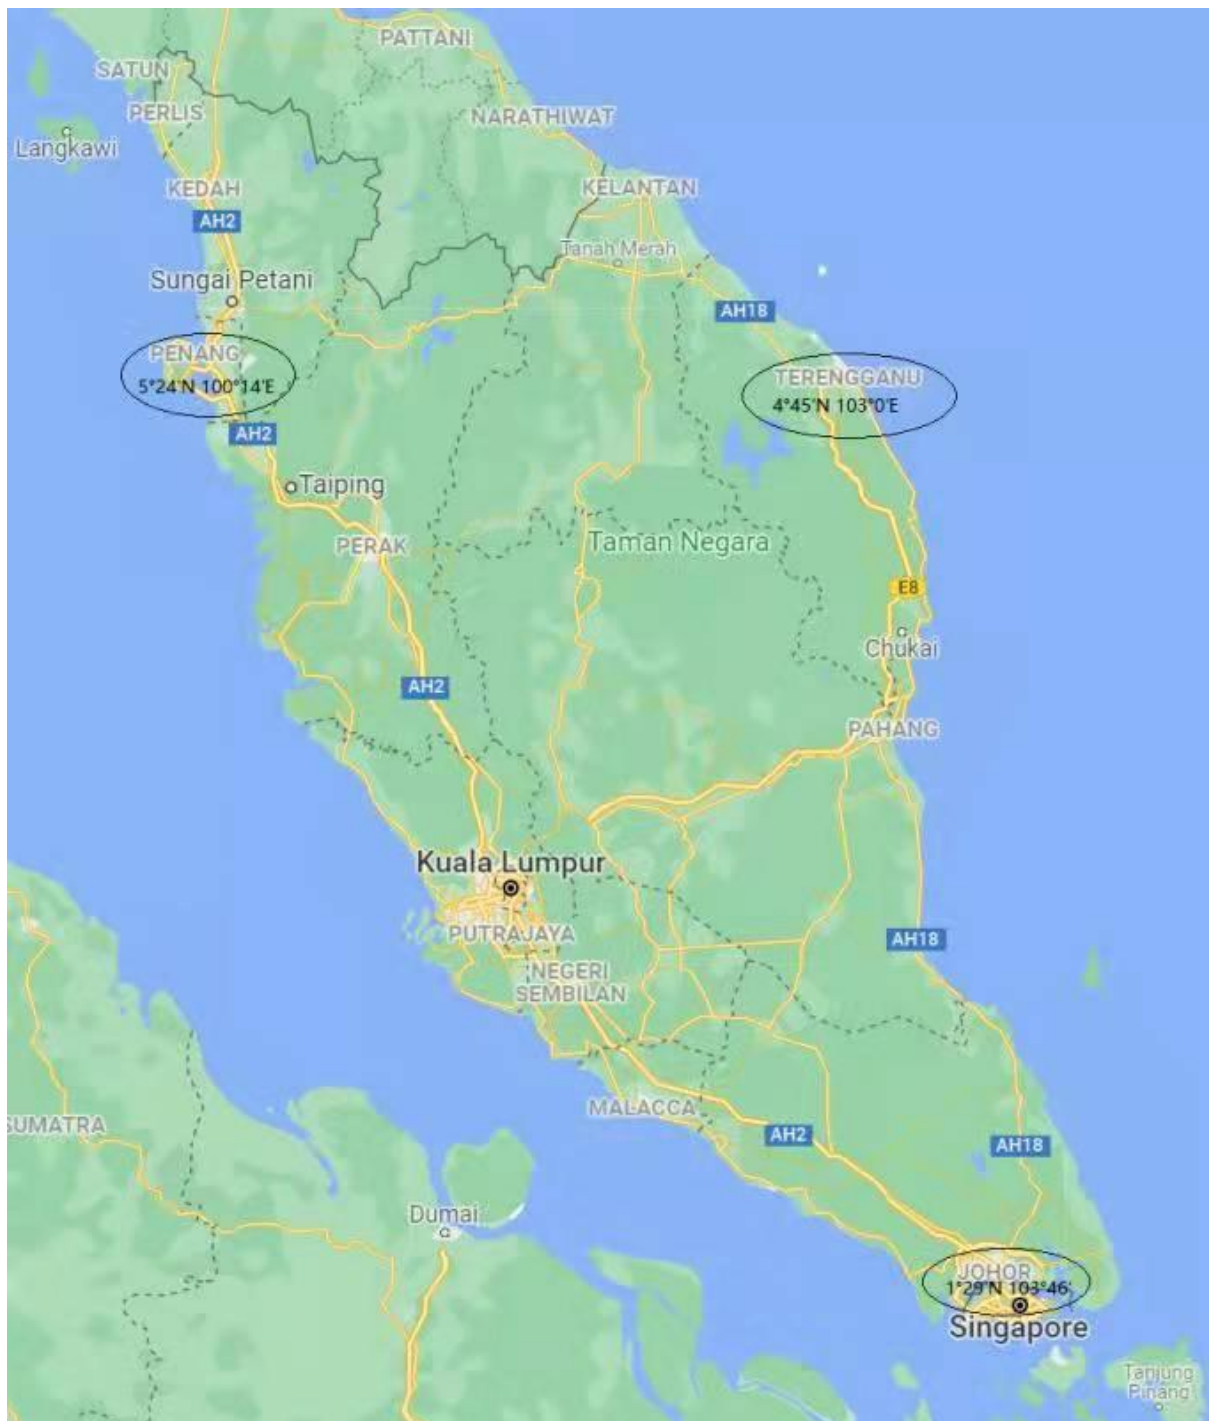 PATTANI
SATUN
PERLIS
NARATHIWAT
Langkawi
KEDAH
KELANTAN
AH2
Tanah Merah
Sungai Petani
AH18
PENANG
5°24'N 100°14'E
TERENGGANU
4°45'N 103°0'E
AH2
Taiping
PERAK
Taman Negara
E8
Chukai
AH2
PAHANG
Kuala Lumpur
PUTRAJAYA
AH18
NEGERI
SEMBILAN
MALACCA
SUMATRA
AH2
AH18
Dumai
JOHOR
1°29'N 103°46'
Singapore
Tanjung
Pinang